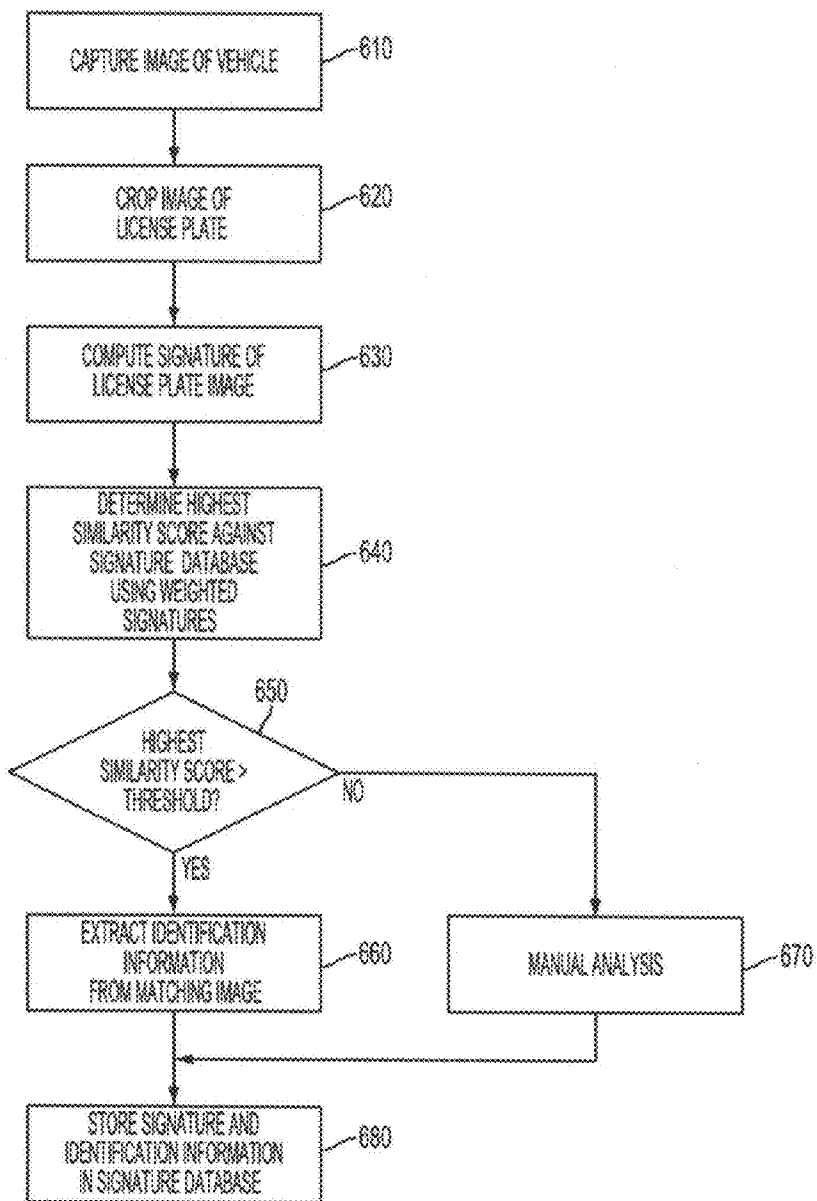 CAPTURE IMAGE OF VEHICLE
610
CROP IMAGE OF
LICENSE PLATE
620
COMPUTE SIGNATURE OF
LICENSE PLATE IMAGE
630
DETERMINE HIGHEST
SIMILARITY SCORE AGAINST
SIGNATURE DATABASE
USING WEIGHTED
SIGNATURES
640
650
HIGHEST
SIMILARITY SCORE >
THRESHOLD?
NO
YES
EXTRACT IDENTIFICATION
INFORMATION
FROM MATCHING IMAGE
660
MANUAL ANALYSIS
670
STORE SIGNATURE AND
IDENTIFICATION INFORMATION
IN SIGNATURE DATABASE
680